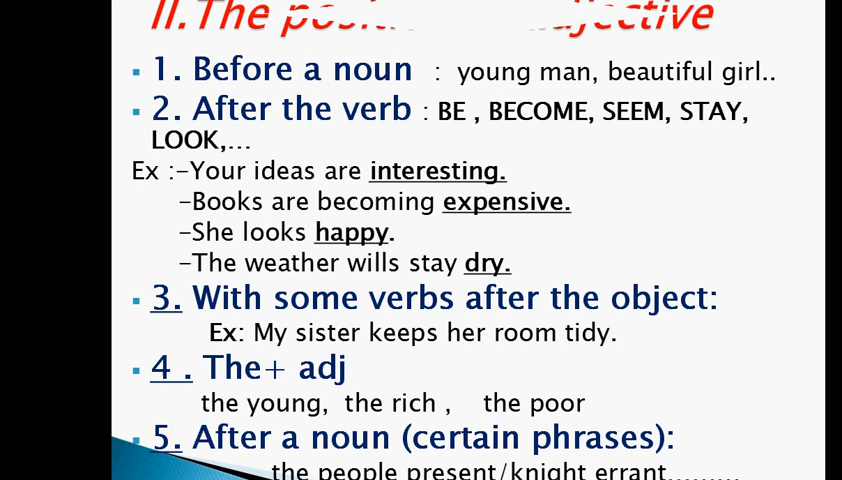 II.The adjective
▪ 1. Before a noun : young man, beautiful girl..
▪ 2. After the verb : BE , BECOME, SEEM, STAY,
LOOK,…
Ex :-Your ideas are interesting.
-Books are becoming expensive.
-She looks happy.
-The weather wills stay dry.
▪ 3. With some verbs after the object:
Ex: My sister keeps her room tidy.
▪ 4 . The+ adj
the young, the rich , the poor
▪ 5. After a noun (certain phrases):
the people present/knight errant.........